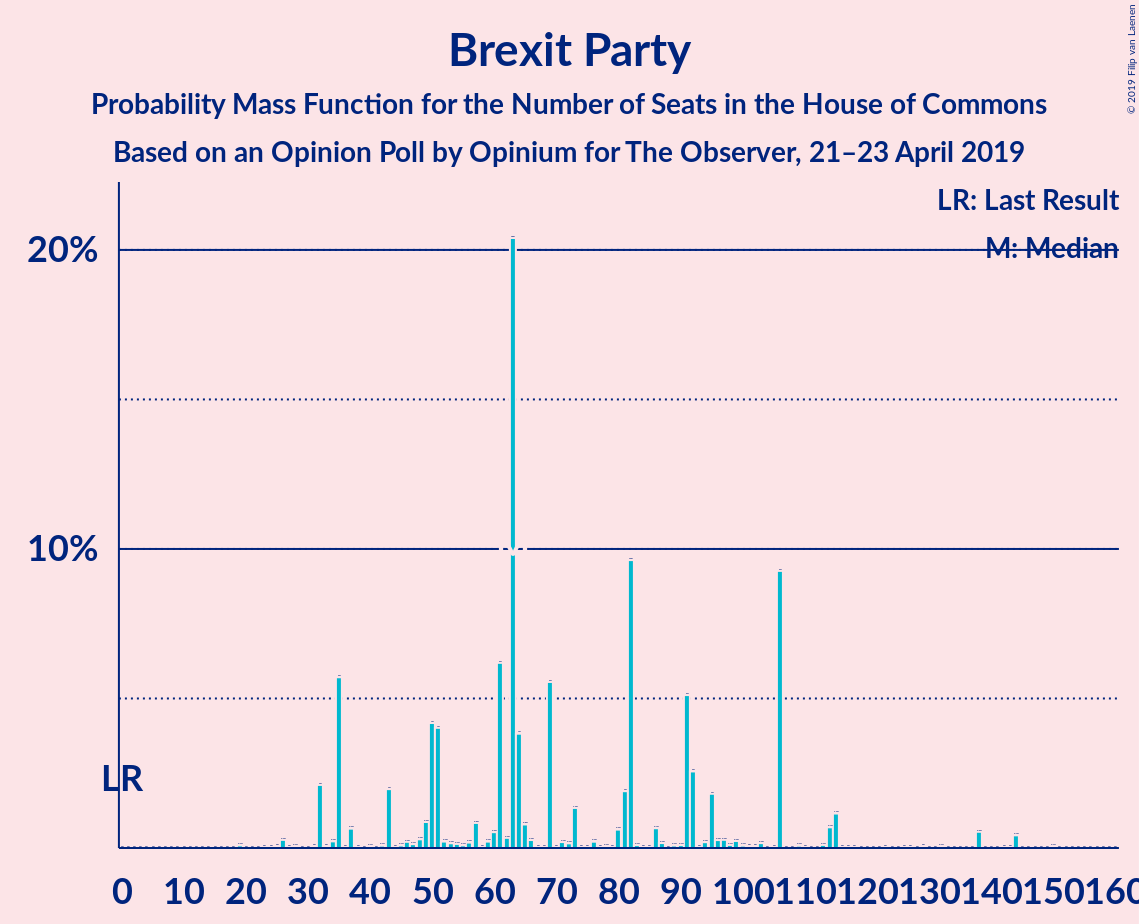 Brexit Party
Probability Mass Function for the Number of Seats in the House of Commons
Based on an Opinion Poll by Opinium for The Observer, 21–23 April 2019
© 2019 Filip van Laenen
LR: Last Result
M: Median
20%
10%
LR
0 10 20 30 40 50 60 70 80 90 100 110 120 130 140 150 160